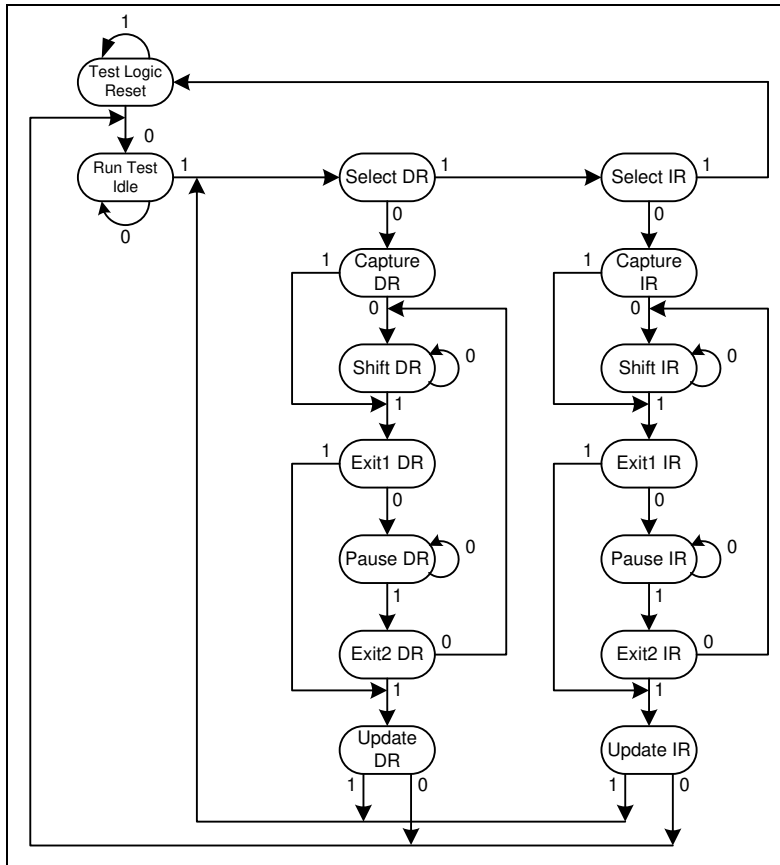 1
Test Logic
Reset
0
Run Test
Idle
1
0
Select DR
1
Select IR
1
0
0
Capture
DR
1
0
Capture
IR
1
0
Shift DR
0
1
Shift IR
0
1
Exit1 DR
1
0
Exit1 IR
1
0
Pause DR
0
1
Pause IR
0
1
Exit2 DR
0
1
Exit2 IR
0
1
Update
DR
1
0
Update IR
1
0